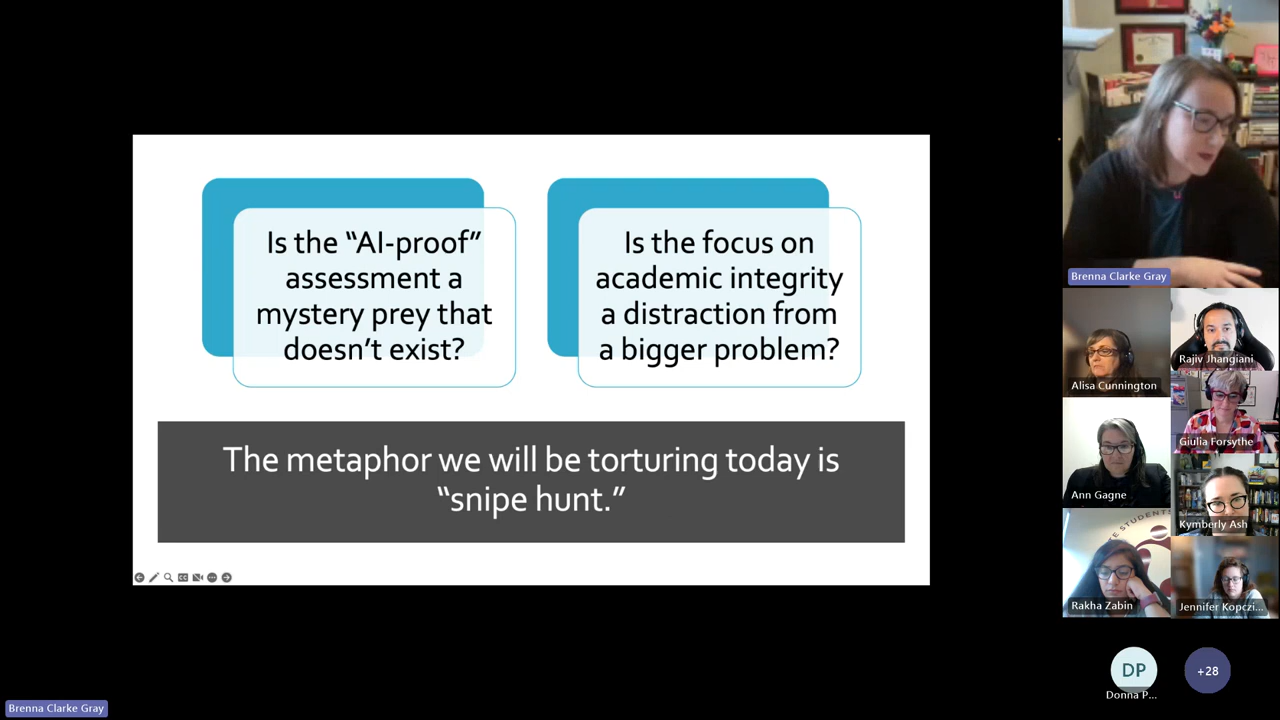 Is the “AI-proof”
assessment a
mystery prey that
doesn’t exist?
Is the focus on
academic integrity
a distraction from
a bigger problem?
The metaphor we will be torturing today is
“snipe hunt.”
Brenna Clarke Gray
Alisa Cunnington
Rajiv Jhangiani
Giulia Forsythe
Ann Gagne
Kymberly Ash
STUDENTS
Rakha Zabin
Jennifer Kopczi...
DP
Donna P...
+28
Brenna Clarke Gray